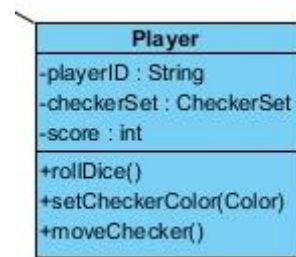 Player
-playerID : String
-checkerSet : CheckerSet
-score : int
+rollDice()
+setCheckerColor(Color)
+moveChecker()